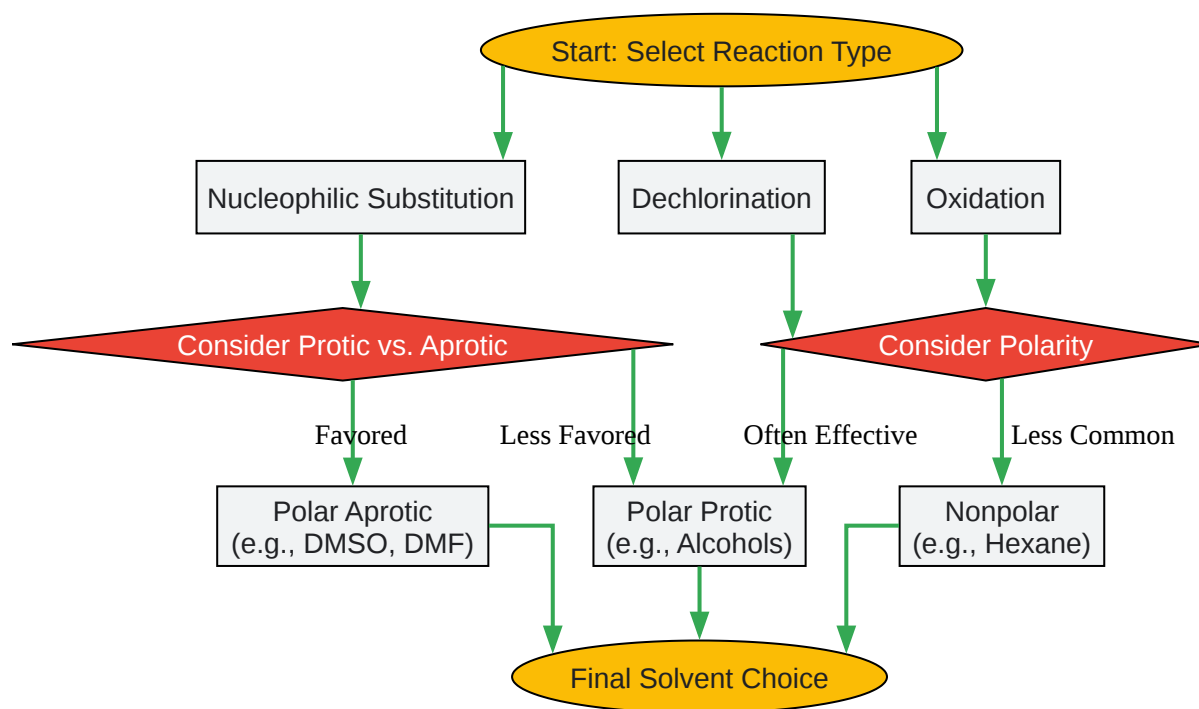 Start: Select Reaction Type
Nucleophilic Substitution
Dechlorination
Oxidation
Consider Protic vs. Aprotic
Consider Polarity
Favored
Less Favored
Often Effective
Less Common
Polar Aprotic
(e.g., DMSO, DMF)
Polar Protic
(e.g., Alcohols)
Nonpolar
(e.g., Hexane)
Final Solvent Choice